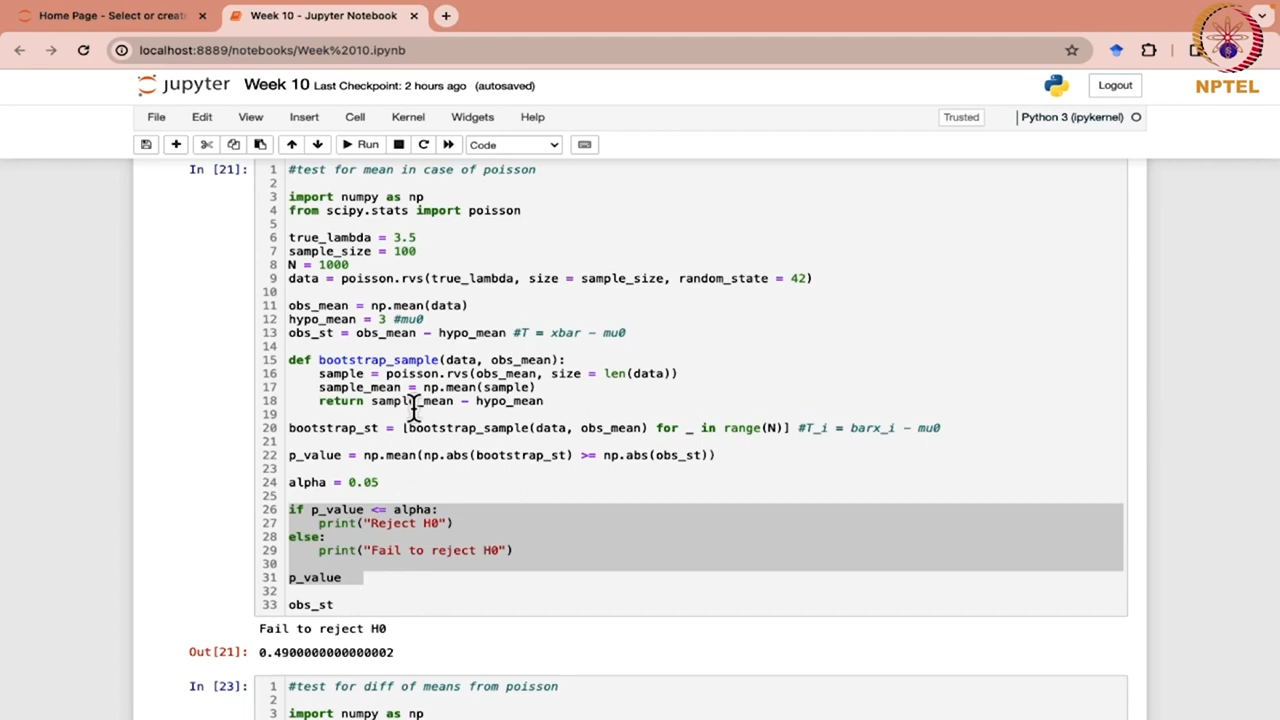 Home Page - Select or creat
Week 10 - Jupyter Notebook
localhost:8889/notebooks/Week%2010.ipynb
NPTEL
jupyter Week 10 Last Checkpoint: 2 hours ago (autosaved)
Logout
File Edit View Insert Cell Kernel Widgets Help
Trusted Python 3 (ipykernel)
Run Code
In [21]:
1 #test for mean in case of poisson
2
3 import numpy as np
4 from scipy.stats import poisson
5
6 true_lambda = 3.5
7 sample_size = 100
8 N = 1000
9 data = poisson.rvs(true_lambda, size = sample_size, random_state = 42)
10
11 obs_mean = np.mean(data)
12 hypo_mean = 3 #mu0
13 obs_st = obs_mean - hypo_mean #T = xbar - mu0
14
15 def bootstrap_sample(data, obs_mean):
16 sample = poisson.rvs(obs_mean, size = len(data))
17 sample_mean = np.mean(sample)
18 return sample_mean - hypo_mean
19
20 bootstrap_st = [bootstrap_sample(data, obs_mean) for _ in range(N)] #T_i = barx_i - mu0
21
22 p_value = np.mean(np.abs(bootstrap_st) >= np.abs(obs_st))
23
24 alpha = 0.05
25
26 if p_value <= alpha:
27 print("Reject H0")
28 else:
29 print("Fail to reject H0")
30
31 p_value
32
33 obs_st
Fail to reject H0
Out[21]: 0.4900000000000002
In [23]:
1 #test for diff of means from poisson
2
3 import numpy as np